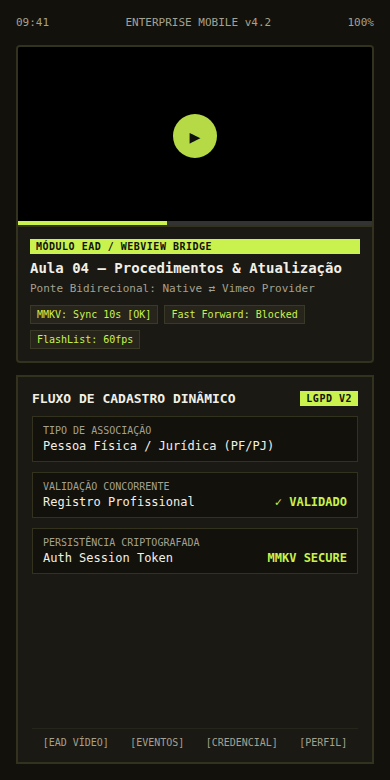 09:41 ENTERPRISE MOBILE v4.2 100%
MÓDULO EAD / WEBVIEW BRIDGE
Aula 04 — Procedimentos & Atualização
Ponte Bidirecional: Native ⇄ Vimeo Provider
MMKV: Sync 10s [OK] Fast Forward: Blocked
FlashList: 60fps
FLUXO DE CADASTRO DINÂMICO LGPD V2
TIPO DE ASSOCIAÇÃO
Pessoa Física / Jurídica (PF/PJ)
VALIDAÇÃO CONCORRENTE
Registro Profissional ✓ VALIDADO
PERSISTÊNCIA CRIPTOGRAFADA
Auth Session Token MMKV SECURE
[EAD VÍDEO] [EVENTOS] [CREDENCIAL] [PERFIL]